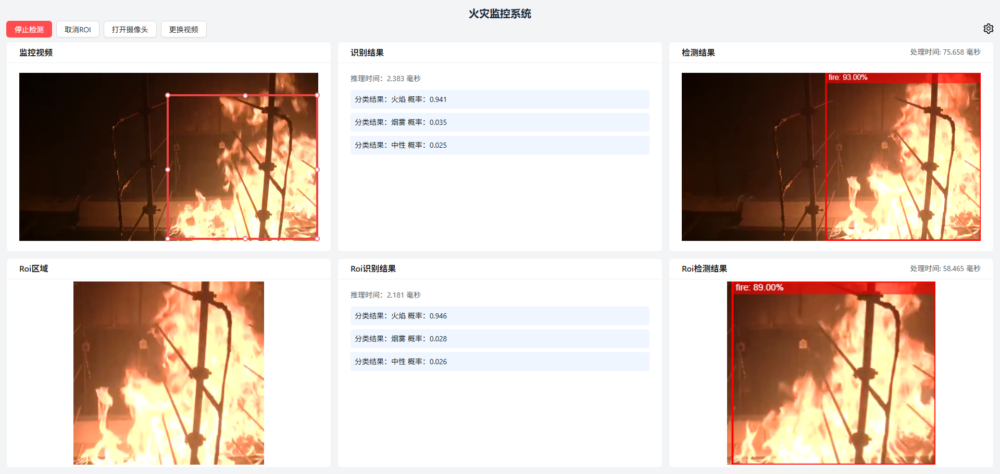 火灾监控系统
停止检测 取消ROI 打开摄像头 更换视频
监控视频
识别结果
推理时间：2.383 毫秒
分类结果：火焰 概率：0.941
分类结果：烟雾 概率：0.035
分类结果：中性 概率：0.025
检测结果 处理时间: 75.658 毫秒
fire: 93.00%
Roi区域
Roi识别结果
推理时间：2.181 毫秒
分类结果：火焰 概率：0.946
分类结果：烟雾 概率：0.028
分类结果：中性 概率：0.026
Roi检测结果 处理时间: 58.465 毫秒
fire: 89.00%